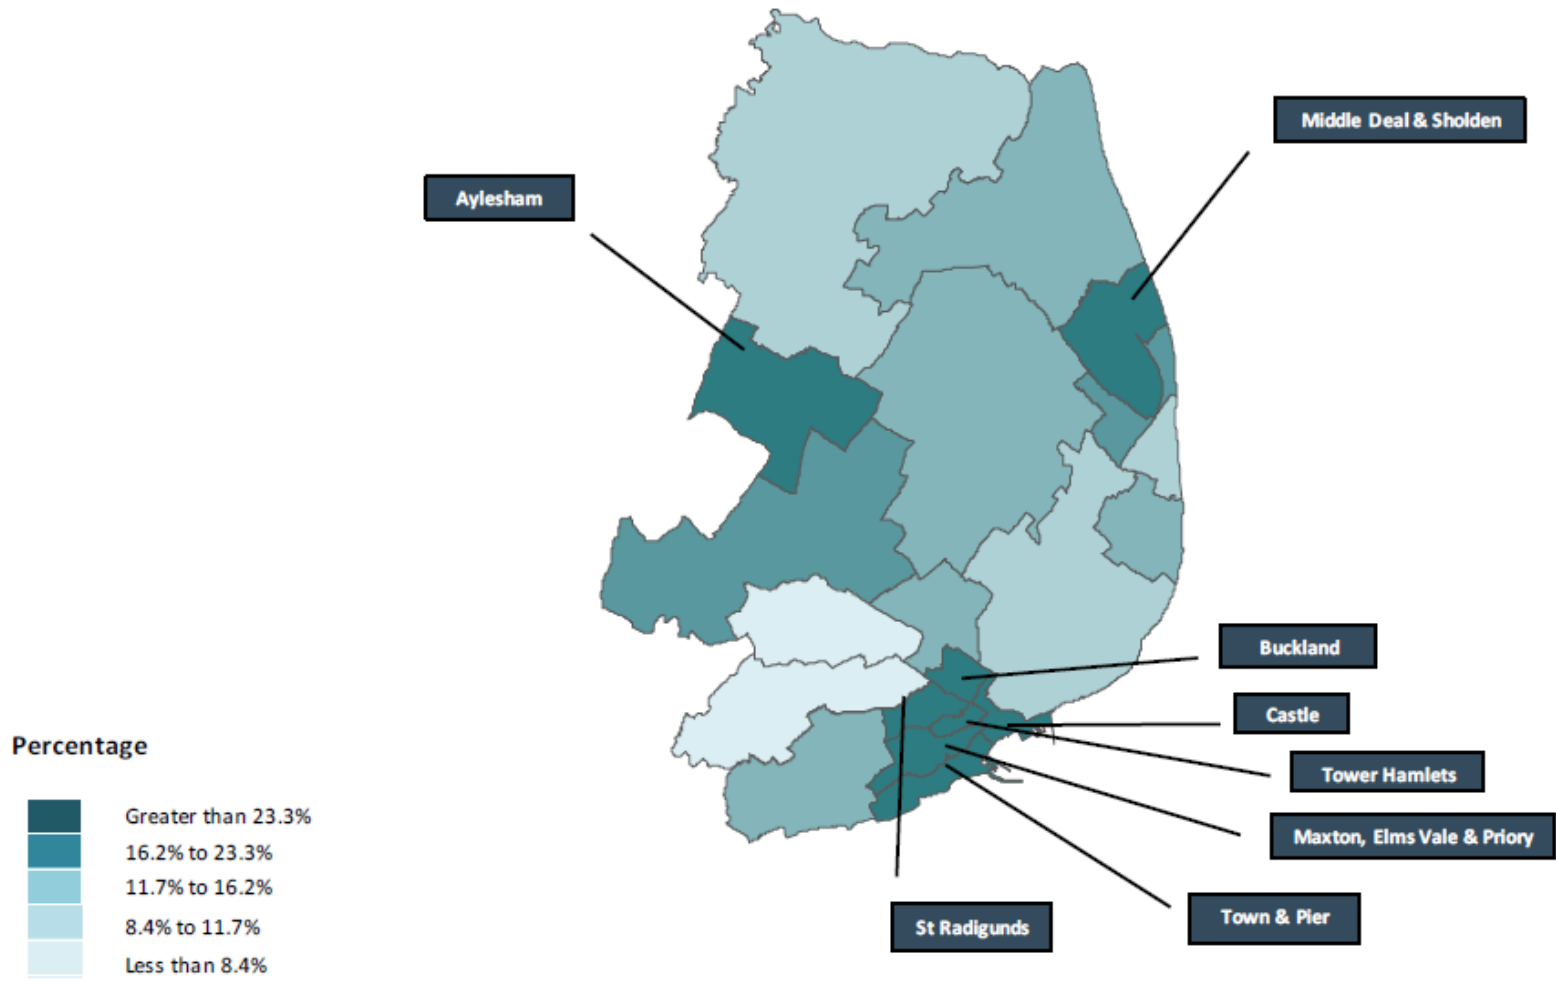 Middle Deal & Sholden
Aylesham
Buckland
Castle
Tower Hamlets
Maxton, Elms Vale & Priory
Town & Pier
St Radigunds
Percentage
Greater than 23.3%
16.2% to 23.3%
11.7% to 16.2%
8.4% to 11.7%
Less than 8.4%